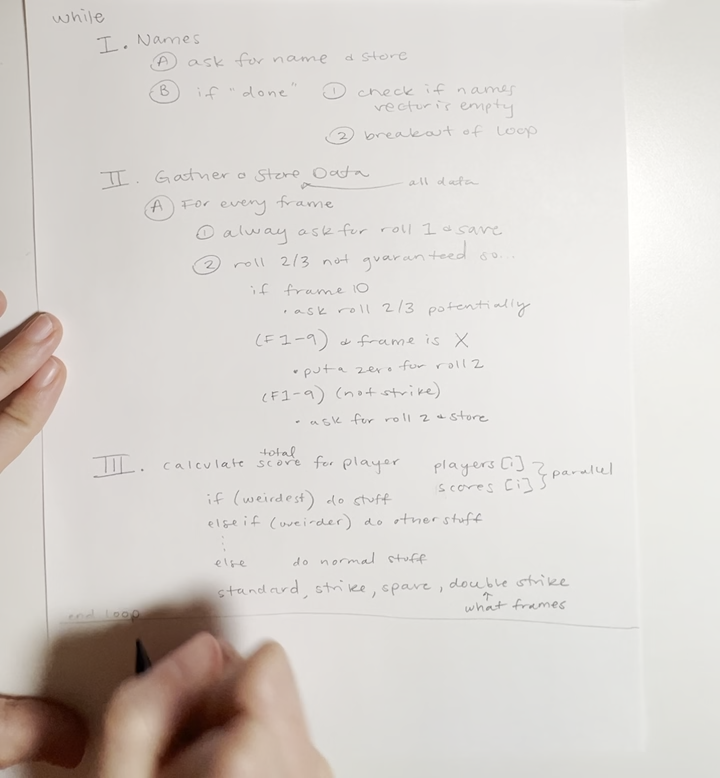 while
I. Names
Ⓐ ask for name & store
Ⓑ if "done" ① check if names
vector is empty
② breakout of loop
II. Gather & Store Data
all data
Ⓐ For every frame
① alway ask for roll 1 & save
② roll 2/3 not guaranteed so...
if frame 10
• ask roll 2/3 potentially
(F1-9) & frame is X
• put a zero for roll 2
(F1-9) (not strike)
• ask for roll 2 & store
III. calculate total score for player players [i] } parallel
scores [i]
if (weirdest) do stuff
else if (weirder) do other stuff
⋮
else do normal stuff
standard, strike, spare, double strike
↑
what frames
end loop